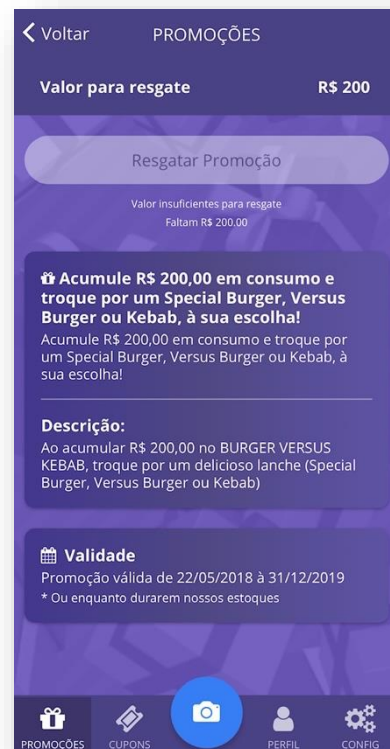 Voltar PROMOÇÕES
Valor para resgate R$ 200
Resgatar Promoção
Valor insuficientes para resgate
Faltam R$ 200.00
Acumule R$ 200,00 em consumo e
troque por um Special Burger, Versus
Burger ou Kebab, à sua escolha!
Acumule R$ 200,00 em consumo e troque por
um Special Burger, Versus Burger ou Kebab, à
sua escolha!
Descrição:
Ao acumular R$ 200,00 no BURGER VERSUS
KEBAB, troque por um delicioso lanche (Special
Burger, Versus Burger ou Kebab)
Validade
Promoção válida de 22/05/2018 à 31/12/2019
* Ou enquanto durarem nossos estoques
PROMOÇÕES CUPONS PERFIL CONFIG